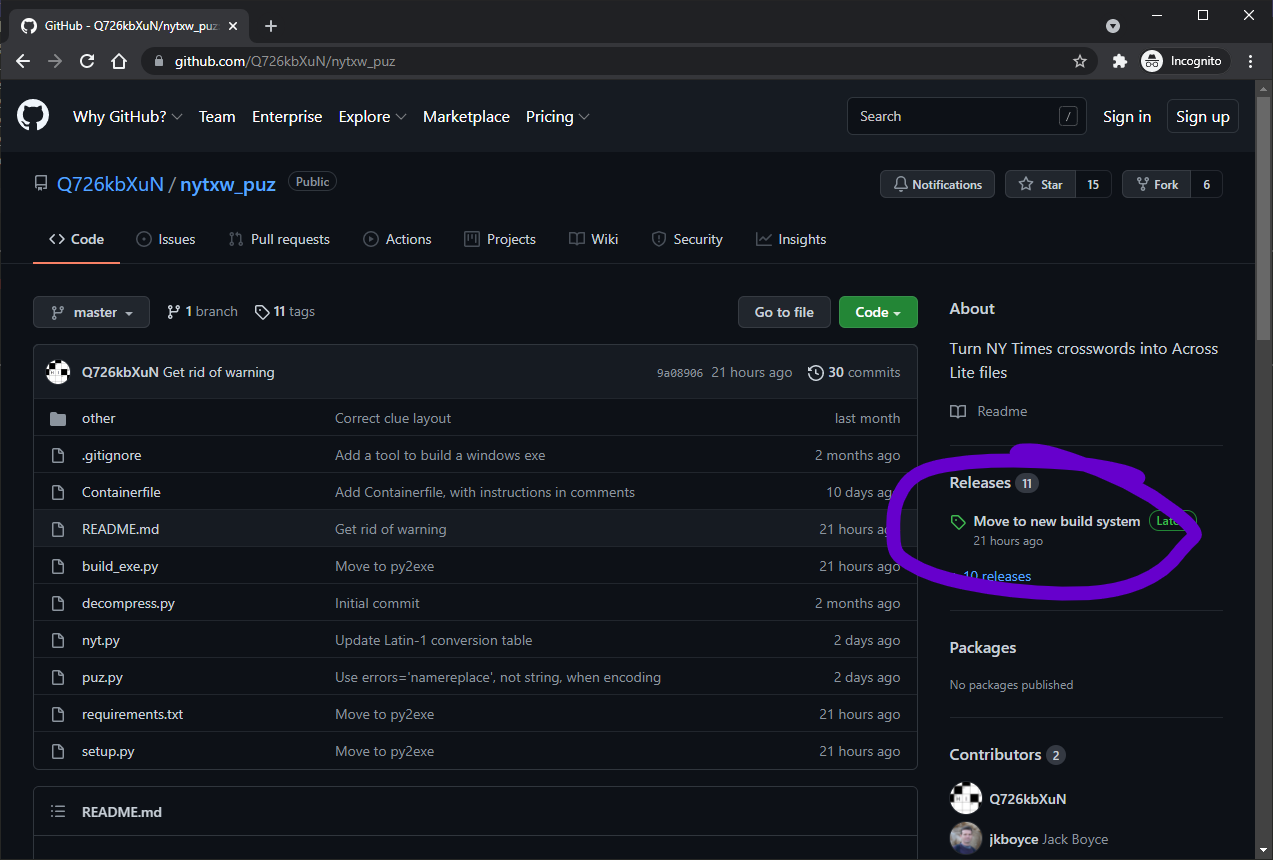 GitHub - Q726kbXuN/nytxw_puz
github.com/Q726kbXuN/nytxw_puz
Incognito
Why GitHub? Team Enterprise Explore Marketplace Pricing Search / Sign in Sign up
Q726kbXuN / nytxw_puz Public
Notifications Star 15 Fork 6
Code Issues Pull requests Actions Projects Wiki Security Insights
master 1 branch 11 tags Go to file Code
Q726kbXuN Get rid of warning 9a08906 21 hours ago 30 commits
other Correct clue layout last month
.gitignore Add a tool to build a windows exe 2 months ago
Containerfile Add Containerfile, with instructions in comments 10 days
README.md Get rid of warning 21 hours
build_exe.py Move to py2exe 21 hours ago
decompress.py Initial commit 2 months ago
nyt.py Update Latin-1 conversion table 2 days ago
puz.py Use errors='namereplace', not string, when encoding 2 days ago
requirements.txt Move to py2exe 21 hours ago
setup.py Move to py2exe 21 hours ago
README.md
About
Turn NY Times crosswords into Across
Lite files
Readme
Releases 11
Move to new build system
21 hours ago
10 releases
Packages
No packages published
Contributors 2
Q726kbXuN
jkboyce Jack Boyce